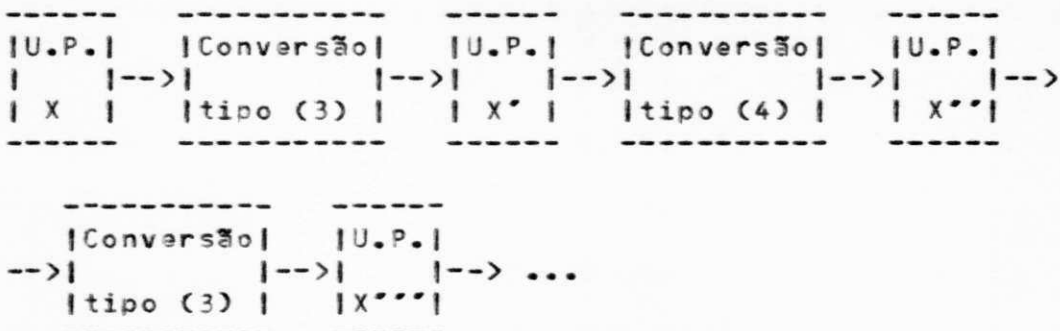 ------ ----------- ------ ----------- ------
|U.P.| |Conversão| |U.P.| |Conversão| |U.P.|
| |-->| |-->| |-->| |-->| |-->
| X | |tipo (3) | | X' | |tipo (4) | | X''|
------ ----------- ------ ----------- ------
----------- ------
|Conversão| |U.P.|
-->| |-->| |--> ...
|tipo (3) | |X'''|
----------- ------